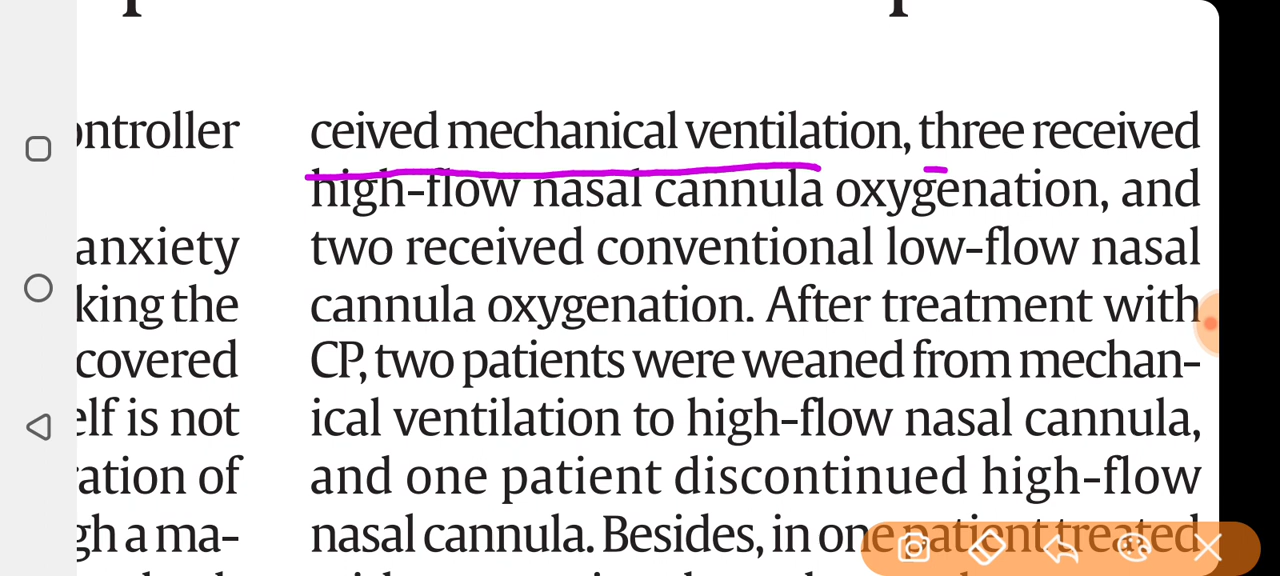 ontroller
anxiety
king the
covered
elf is not
ation of
gh a ma-
ceived mechanical ventilation, three received
high-flow nasal cannula oxygenation, and
two received conventional low-flow nasal
cannula oxygenation. After treatment with
CP, two patients were weaned from mechan-
ical ventilation to high-flow nasal cannula,
and one patient discontinued high-flow
nasal cannula. Besides, in one patient treated